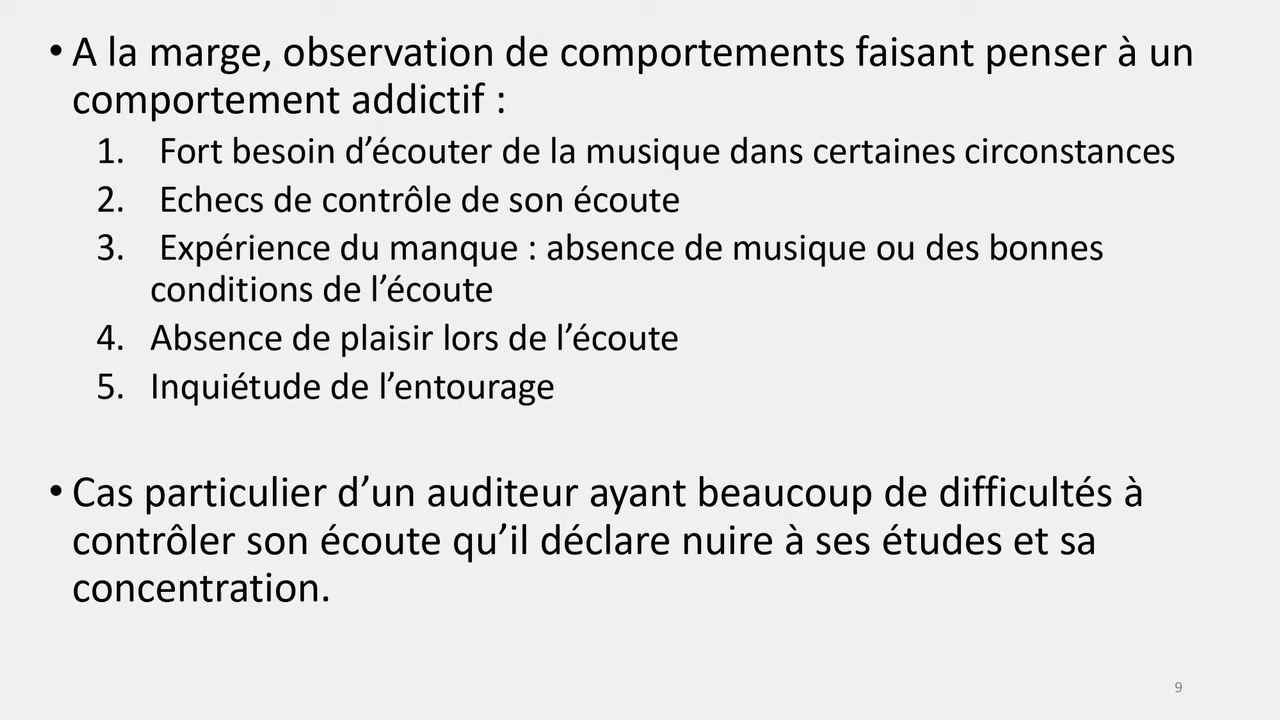 • A la marge, observation de comportements faisant penser à un
comportement addictif :
1. Fort besoin d’écouter de la musique dans certaines circonstances
2. Echecs de contrôle de son écoute
3. Expérience du manque : absence de musique ou des bonnes
conditions de l’écoute
4. Absence de plaisir lors de l’écoute
5. Inquiétude de l’entourage
• Cas particulier d’un auditeur ayant beaucoup de difficultés à
contrôler son écoute qu’il déclare nuire à ses études et sa
concentration.
9